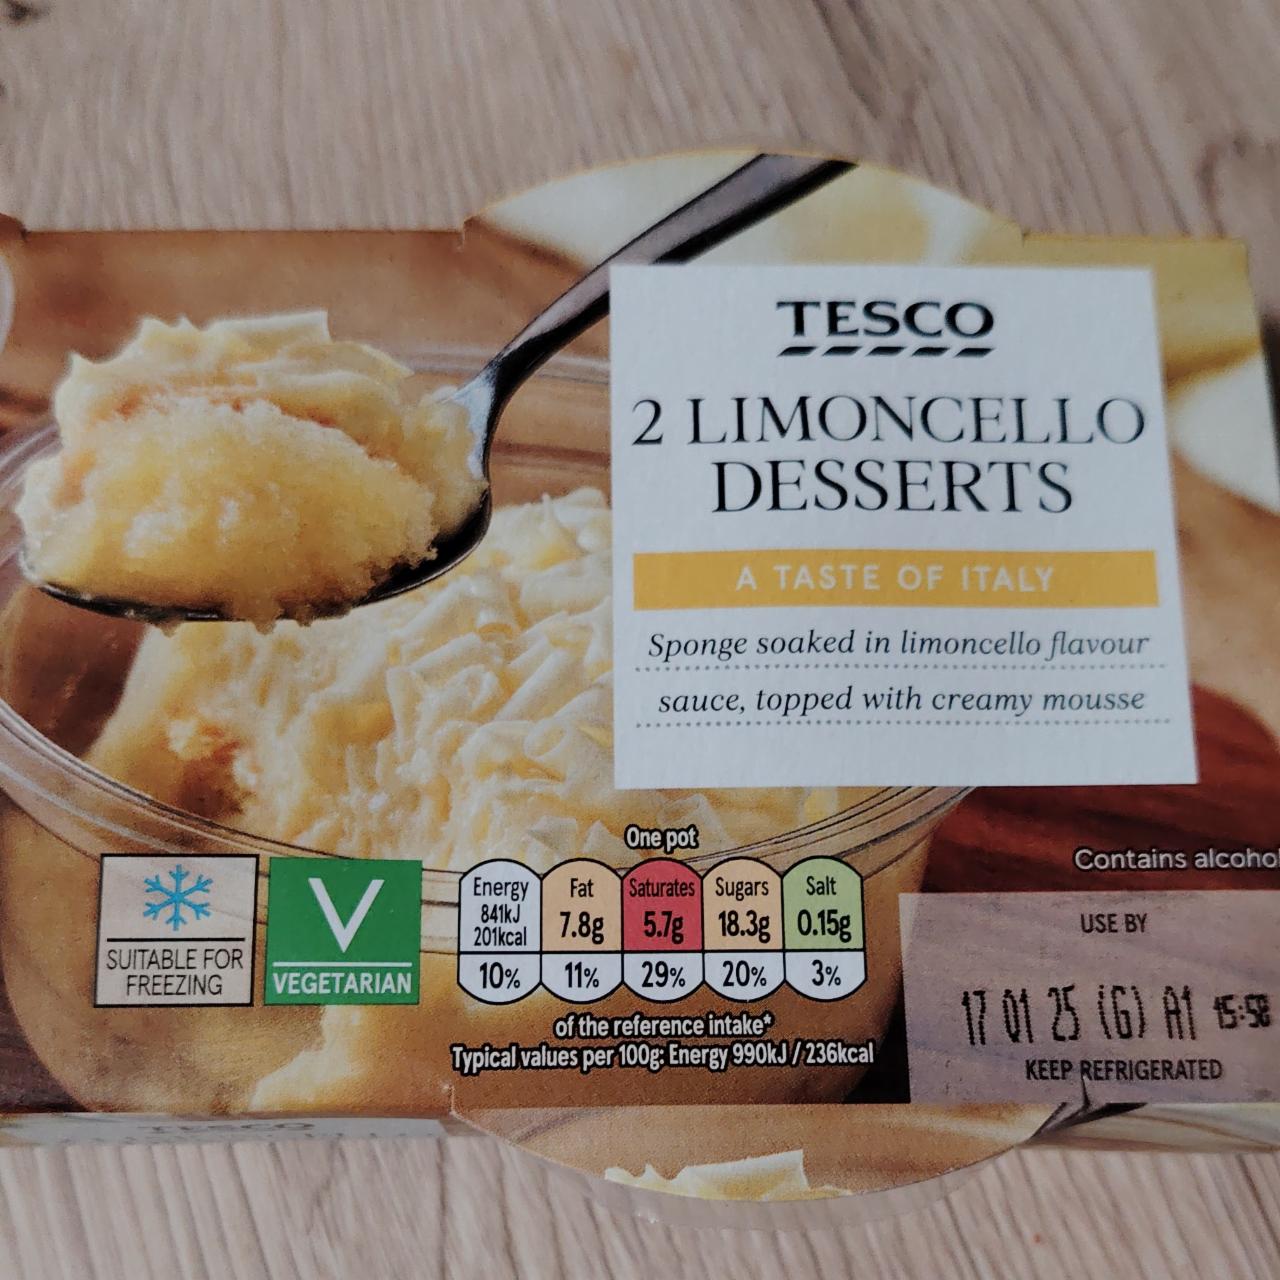 TESCO
2 LIMONCELLO
DESSERTS
A TASTE OF ITALY
Sponge soaked in limoncello flavour
sauce, topped with creamy mousse
One pot
Contains alcohol
SUITABLE FOR
FREEZING
V
VEGETARIAN
Energy Fat Saturates Sugars Salt
841kJ
201kcal 7.8g 5.7g 18.3g 0.15g
10% 11% 29% 20% 3%
of the reference intake*
Typical values per 100g: Energy 990kJ / 236kcal
USE BY
17 01 25 (G) A1 15:58
KEEP REFRIGERATED
TESCO